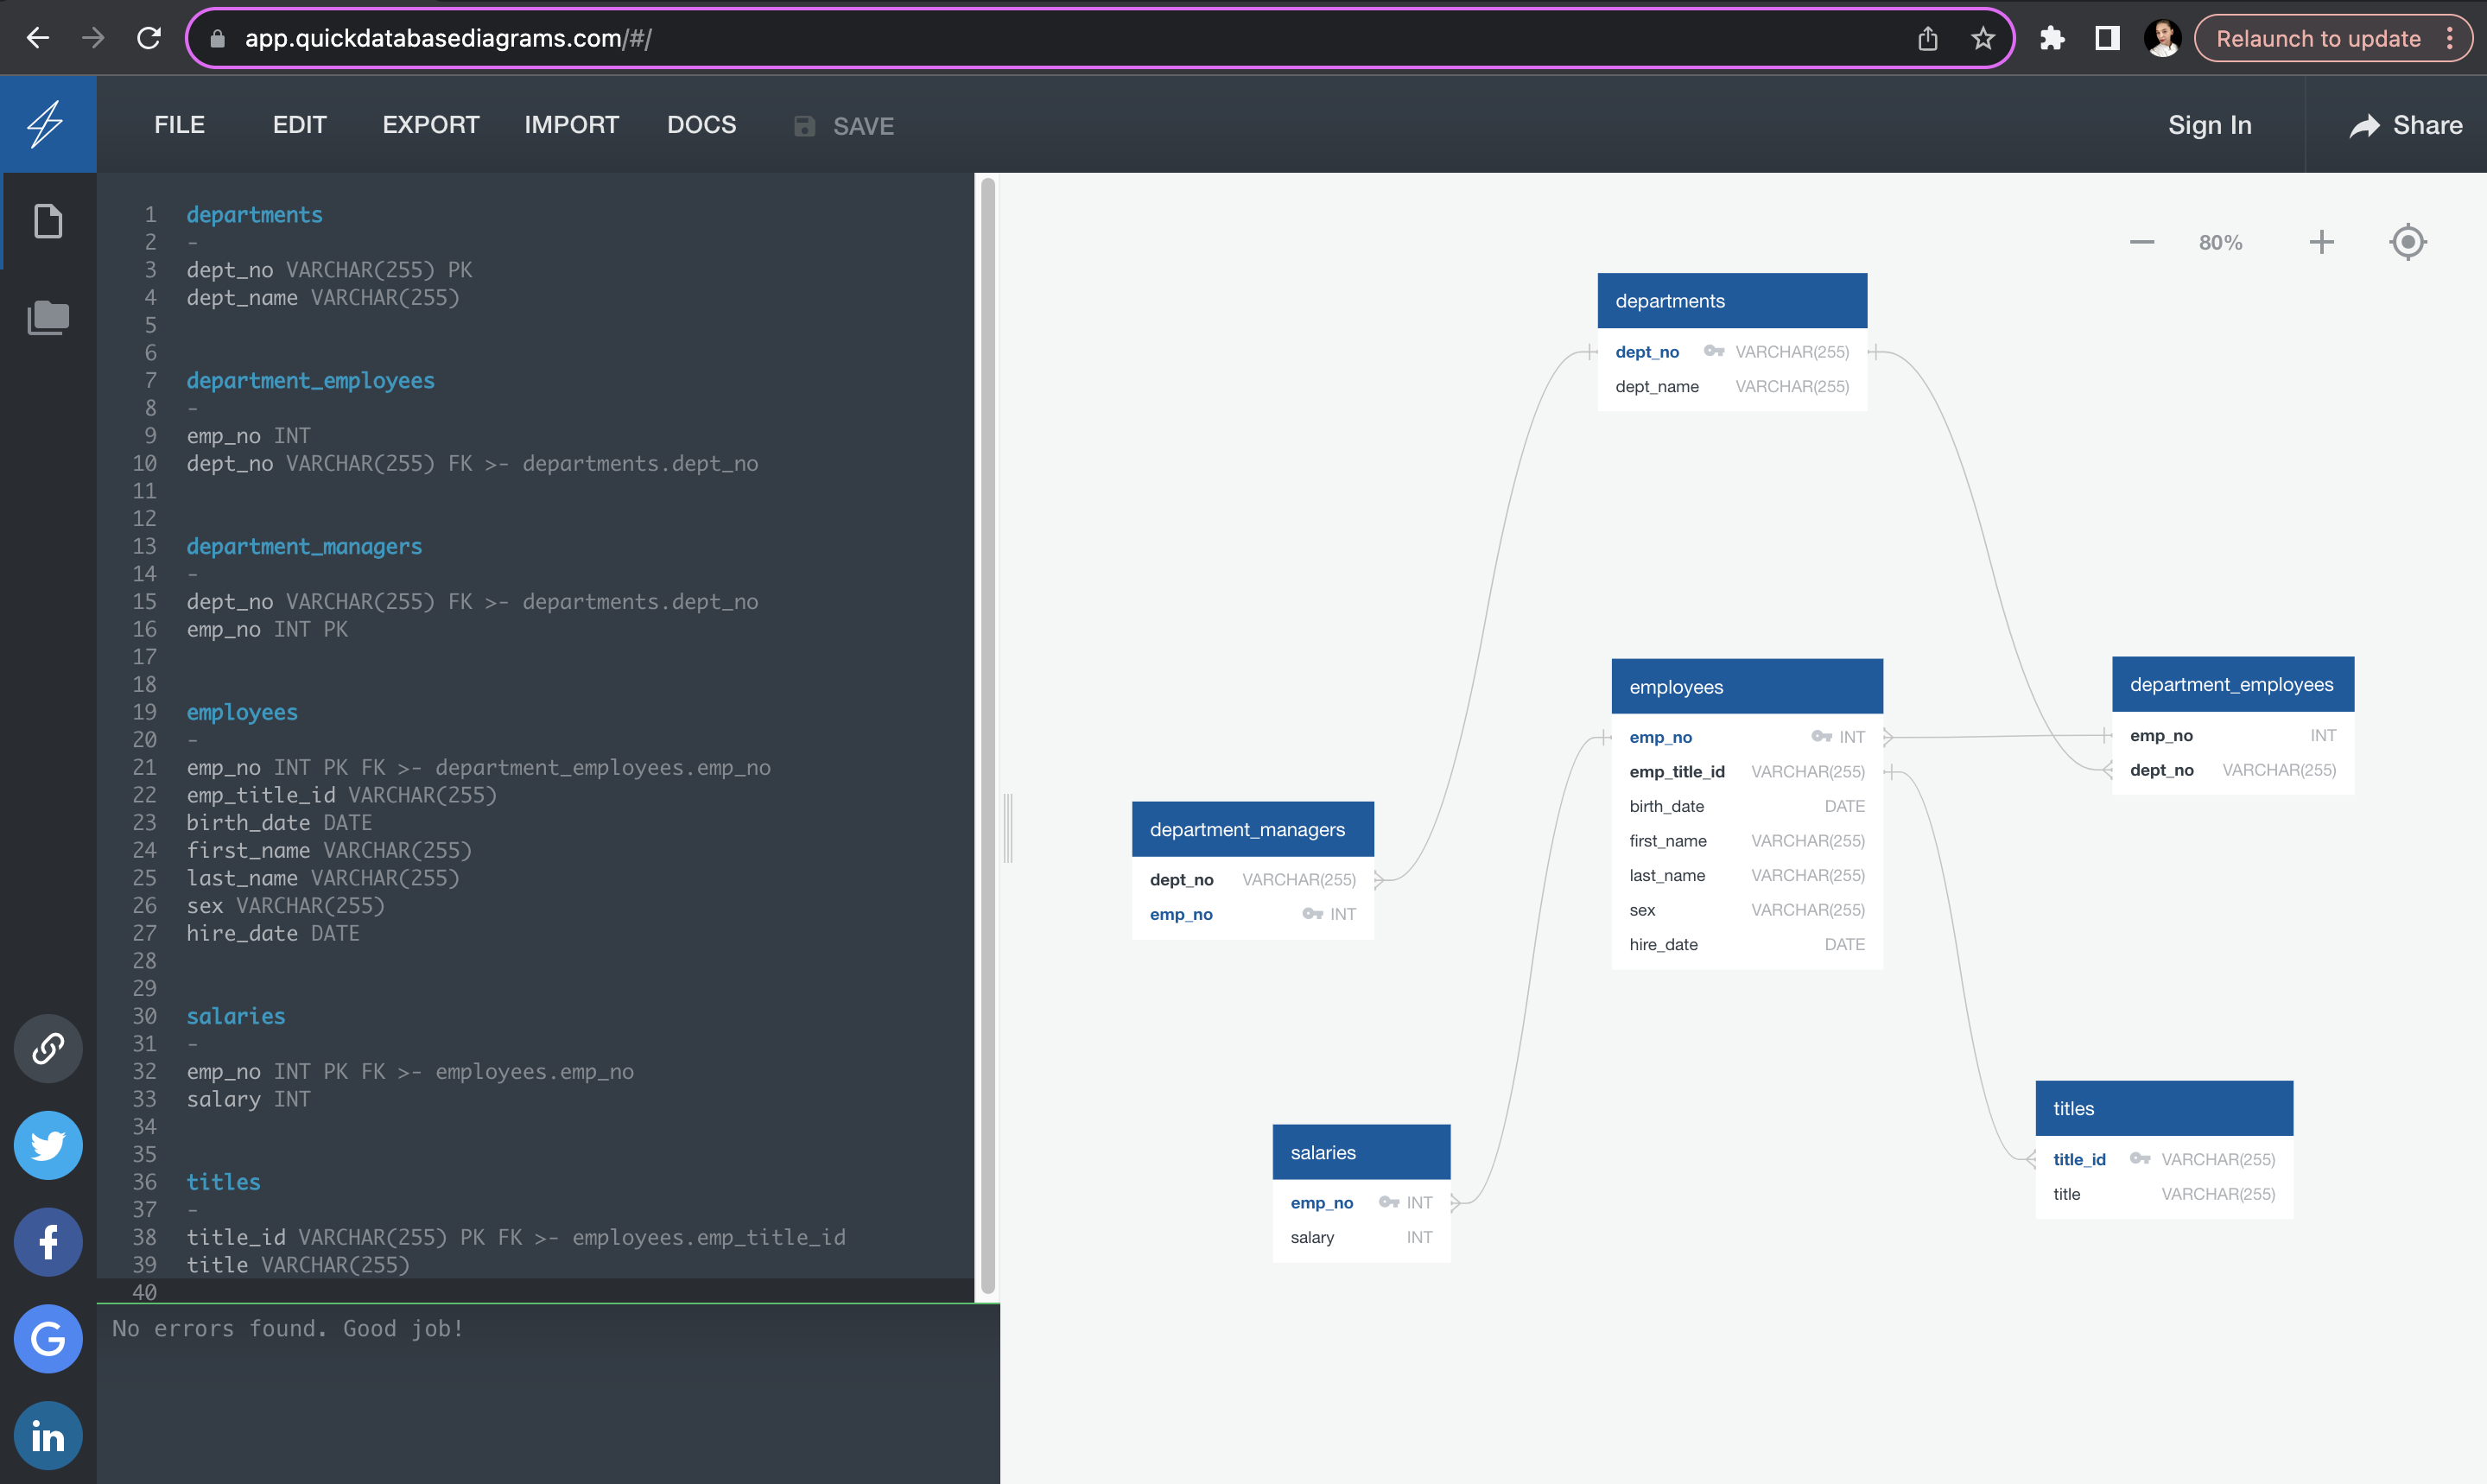 app.quickdatabasediagrams.com/#/
Relaunch to update
FILE EDIT EXPORT IMPORT DOCS SAVE
Sign In
Share
1 departments
2 -
3 dept_no VARCHAR(255) PK
4 dept_name VARCHAR(255)
5
6
7 department_employees
8 -
9 emp_no INT
10 dept_no VARCHAR(255) FK >- departments.dept_no
11
12
13 department_managers
14 -
15 dept_no VARCHAR(255) FK >- departments.dept_no
16 emp_no INT PK
17
18
19 employees
20 -
21 emp_no INT PK FK >- department_employees.emp_no
22 emp_title_id VARCHAR(255)
23 birth_date DATE
24 first_name VARCHAR(255)
25 last_name VARCHAR(255)
26 sex VARCHAR(255)
27 hire_date DATE
28
29
30 salaries
31 -
32 emp_no INT PK FK >- employees.emp_no
33 salary INT
34
35
36 titles
37 -
38 title_id VARCHAR(255) PK FK >- employees.emp_title_id
39 title VARCHAR(255)
40
No errors found. Good job!
80%
departments
dept_no VARCHAR(255)
dept_name VARCHAR(255)
employees
emp_no INT
emp_title_id VARCHAR(255)
birth_date DATE
first_name VARCHAR(255)
last_name VARCHAR(255)
sex VARCHAR(255)
hire_date DATE
department_employees
emp_no INT
dept_no VARCHAR(255)
department_managers
dept_no VARCHAR(255)
emp_no INT
salaries
emp_no INT
salary INT
titles
title_id VARCHAR(255)
title VARCHAR(255)